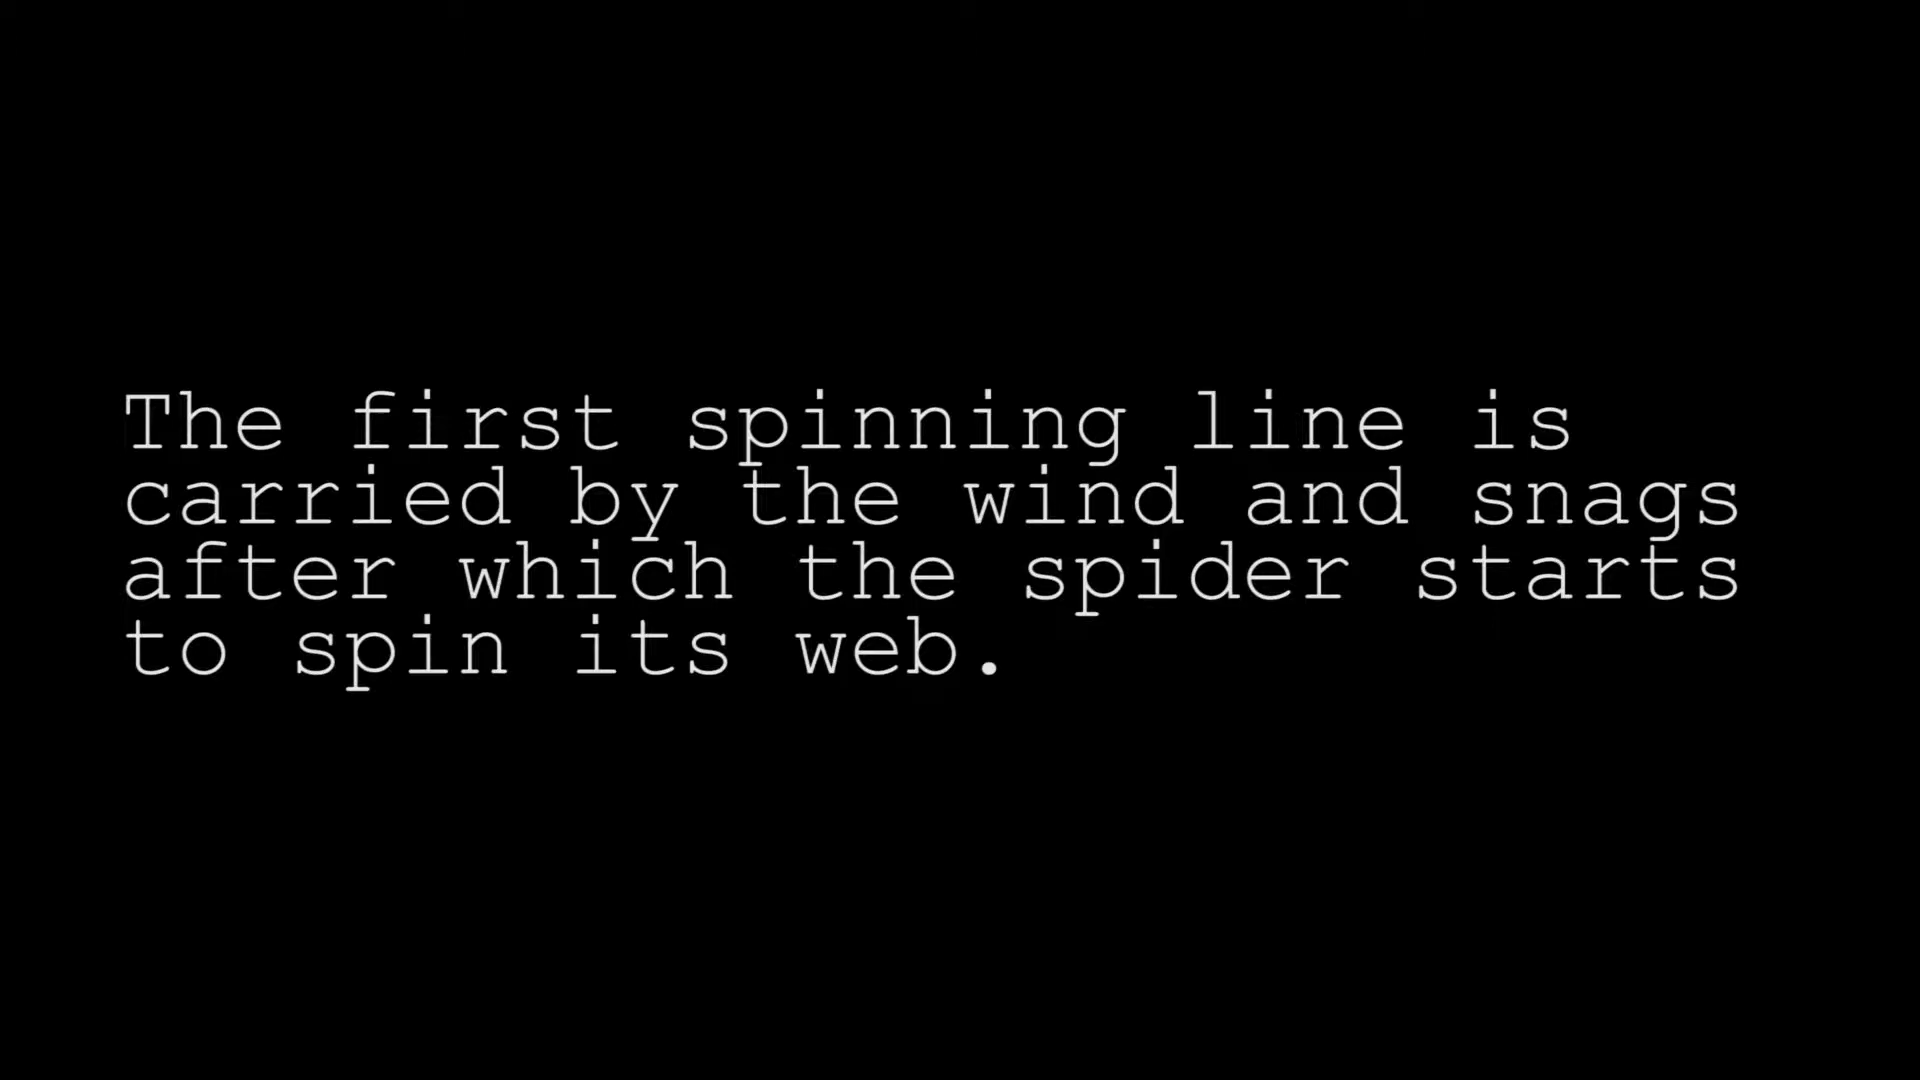 The first spinning line is
carried by the wind and snags
after which the spider starts
to spin its web.